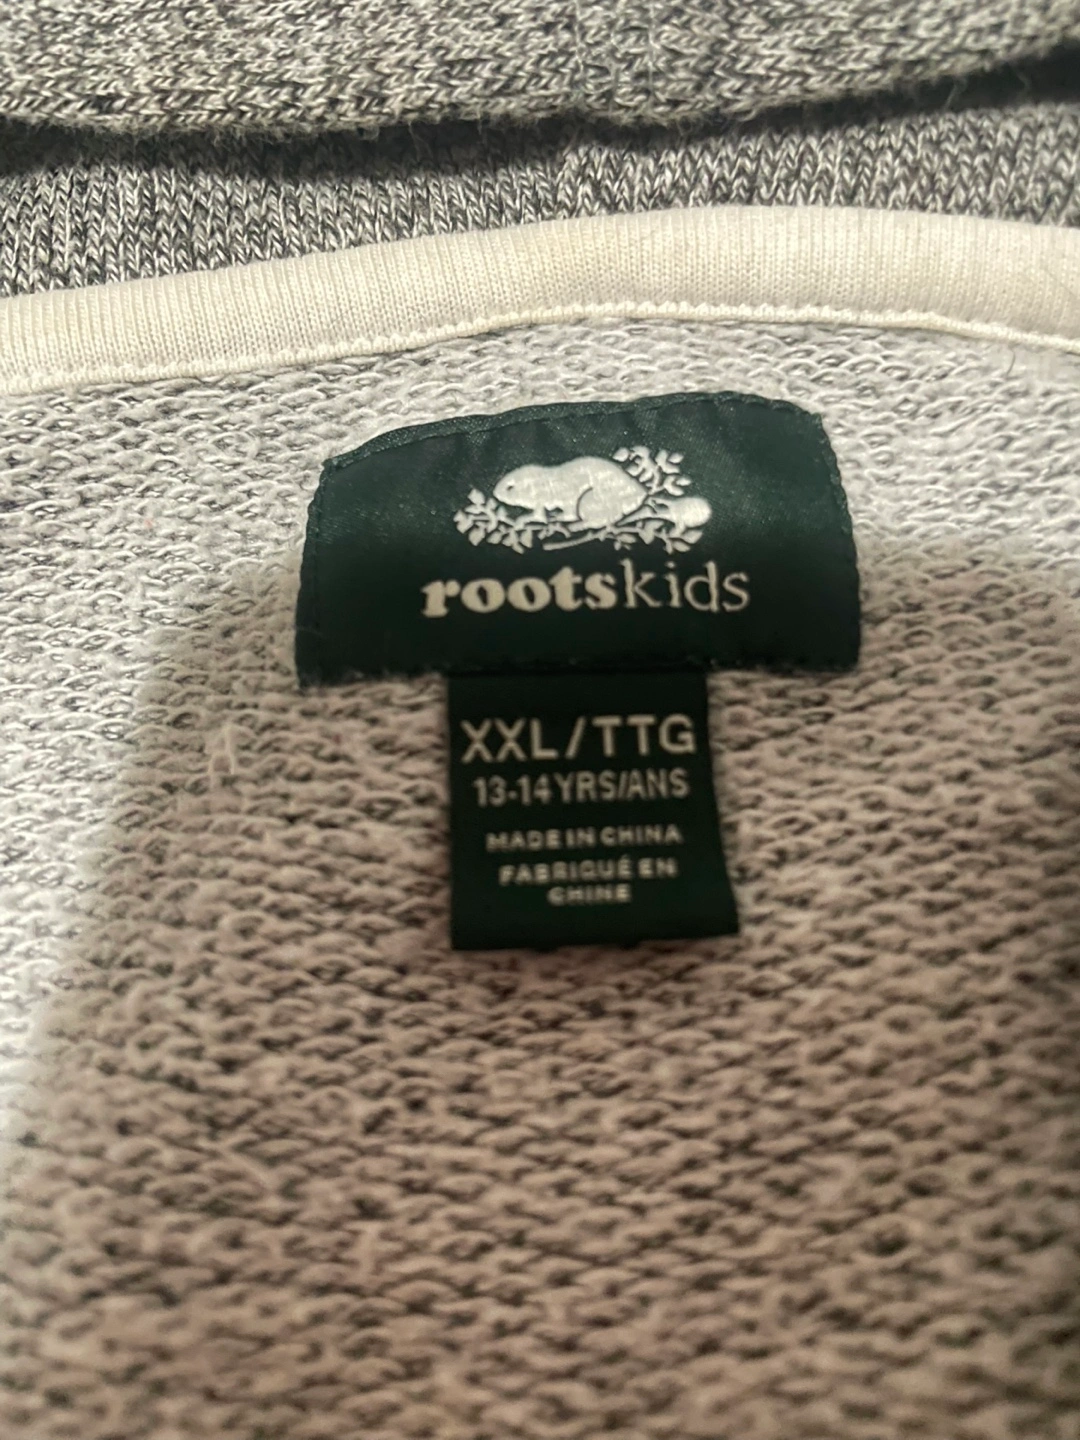 rootskids
XXL/TTG
13-14 YRS/ANS
MADE IN CHINA
FABRIQUÉ EN
CHINE